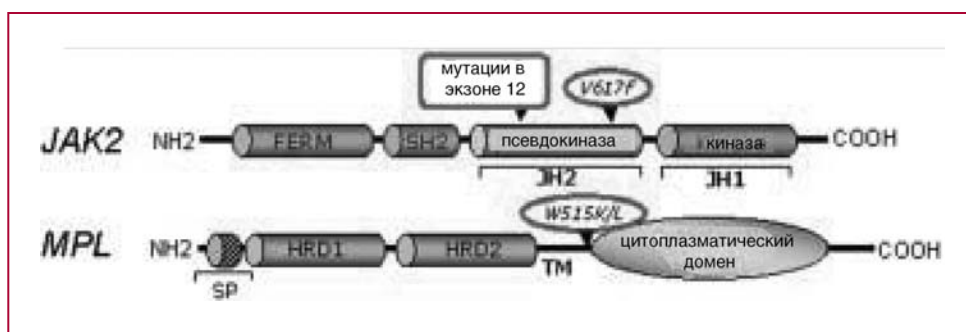 мутации в
экзоне 12
V617f
JAK2 NH2 FERM SH2 псевдокиназа киназа COOH
JH2 JH1
W515K/L
MPL NH2 HRD1 HRD2 TM цитоплазматический
домен COOH
SP